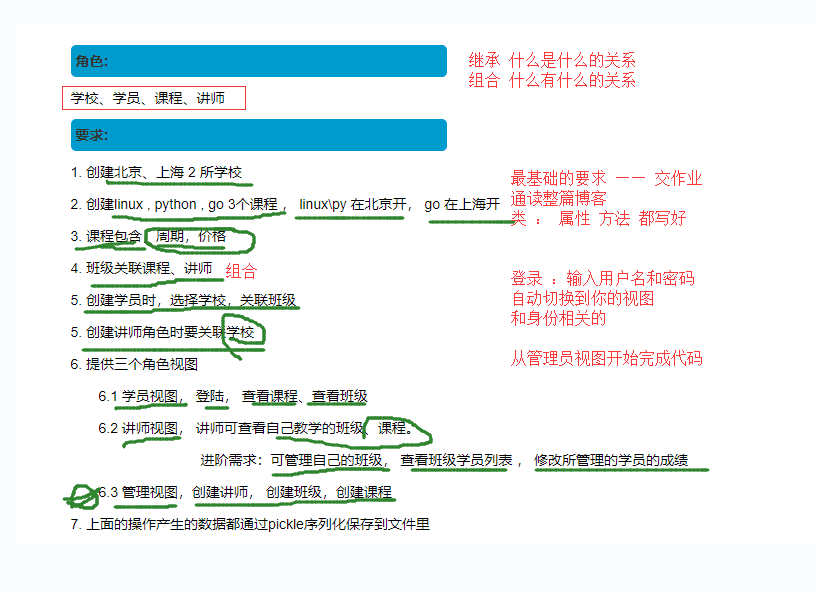 角色:
继承 什么是什么的关系
组合 什么有什么的关系
学校、学员、课程、讲师
要求:
1. 创建北京、上海 2 所学校
最基础的要求 —— 交作业
通读整篇博客
2. 创建linux , python , go 3个课程 ， linux\py 在北京开， go 在上海开
类 ： 属性 方法 都写好
3. 课程包含，周期，价格
4. 班级关联课程、讲师 组合
登录 ：输入用户名和密码
5. 创建学员时，选择学校，关联班级
自动切换到你的视图
和身份相关的
5. 创建讲师角色时要关联学校
6. 提供三个角色视图
从管理员视图开始完成代码
6.1 学员视图， 登陆， 查看课程、查看班级
6.2 讲师视图， 讲师可查看自己教学的班级、课程。
进阶需求：可管理自己的班级， 查看班级学员列表 ， 修改所管理的学员的成绩
6.3 管理视图，创建讲师， 创建班级，创建课程
7. 上面的操作产生的数据都通过pickle序列化保存到文件里